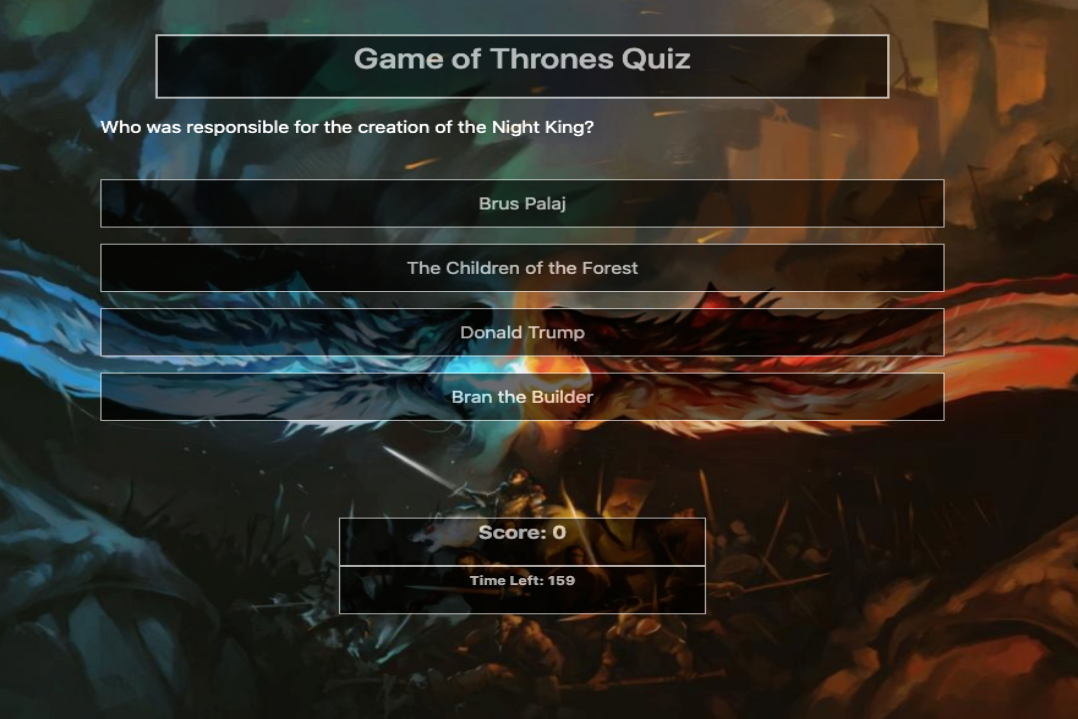 Game of Thrones Quiz
Who was responsible for the creation of the Night King?
Brus Palaj
The Children of the Forest
Donald Trump
Bran the Builder
Score: 0
Time Left: 159